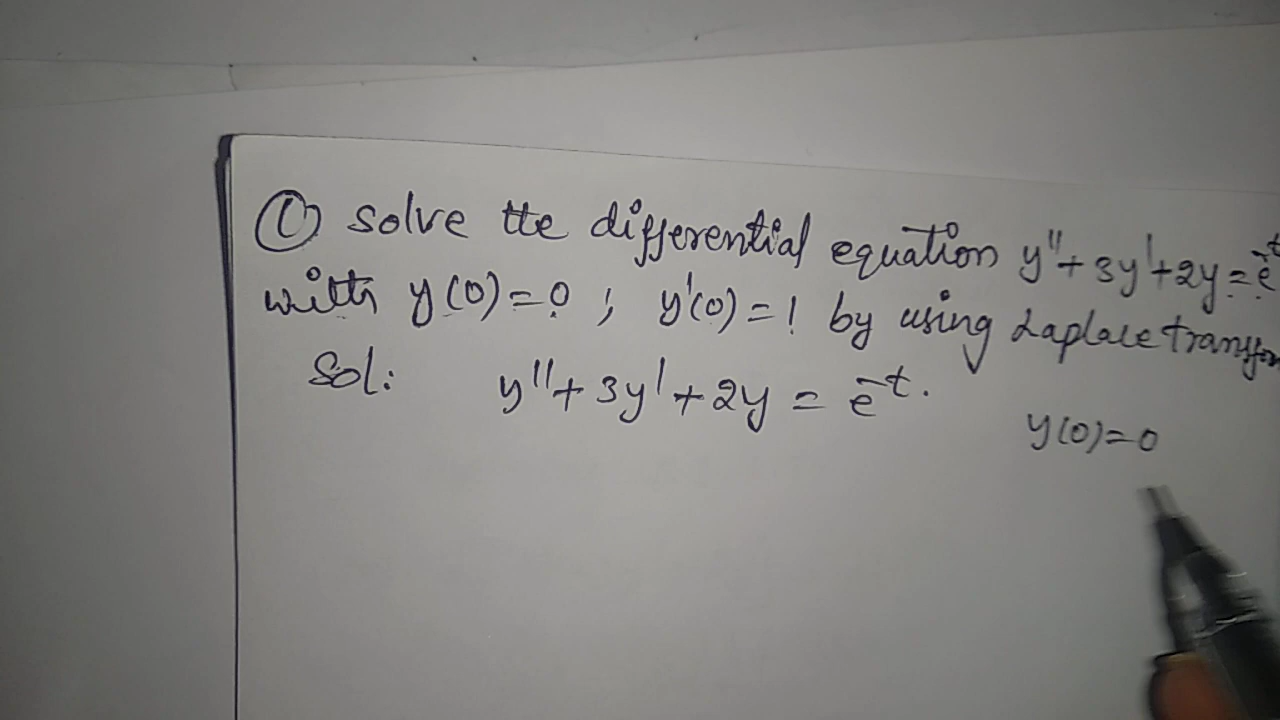 ① solve the differential equation y''+3y'+2y=e^-t
with y(0)=0 ; y'(0)=1 by using Laplace transfor
Sol: y''+3y'+2y = e^-t.
y(0)=0